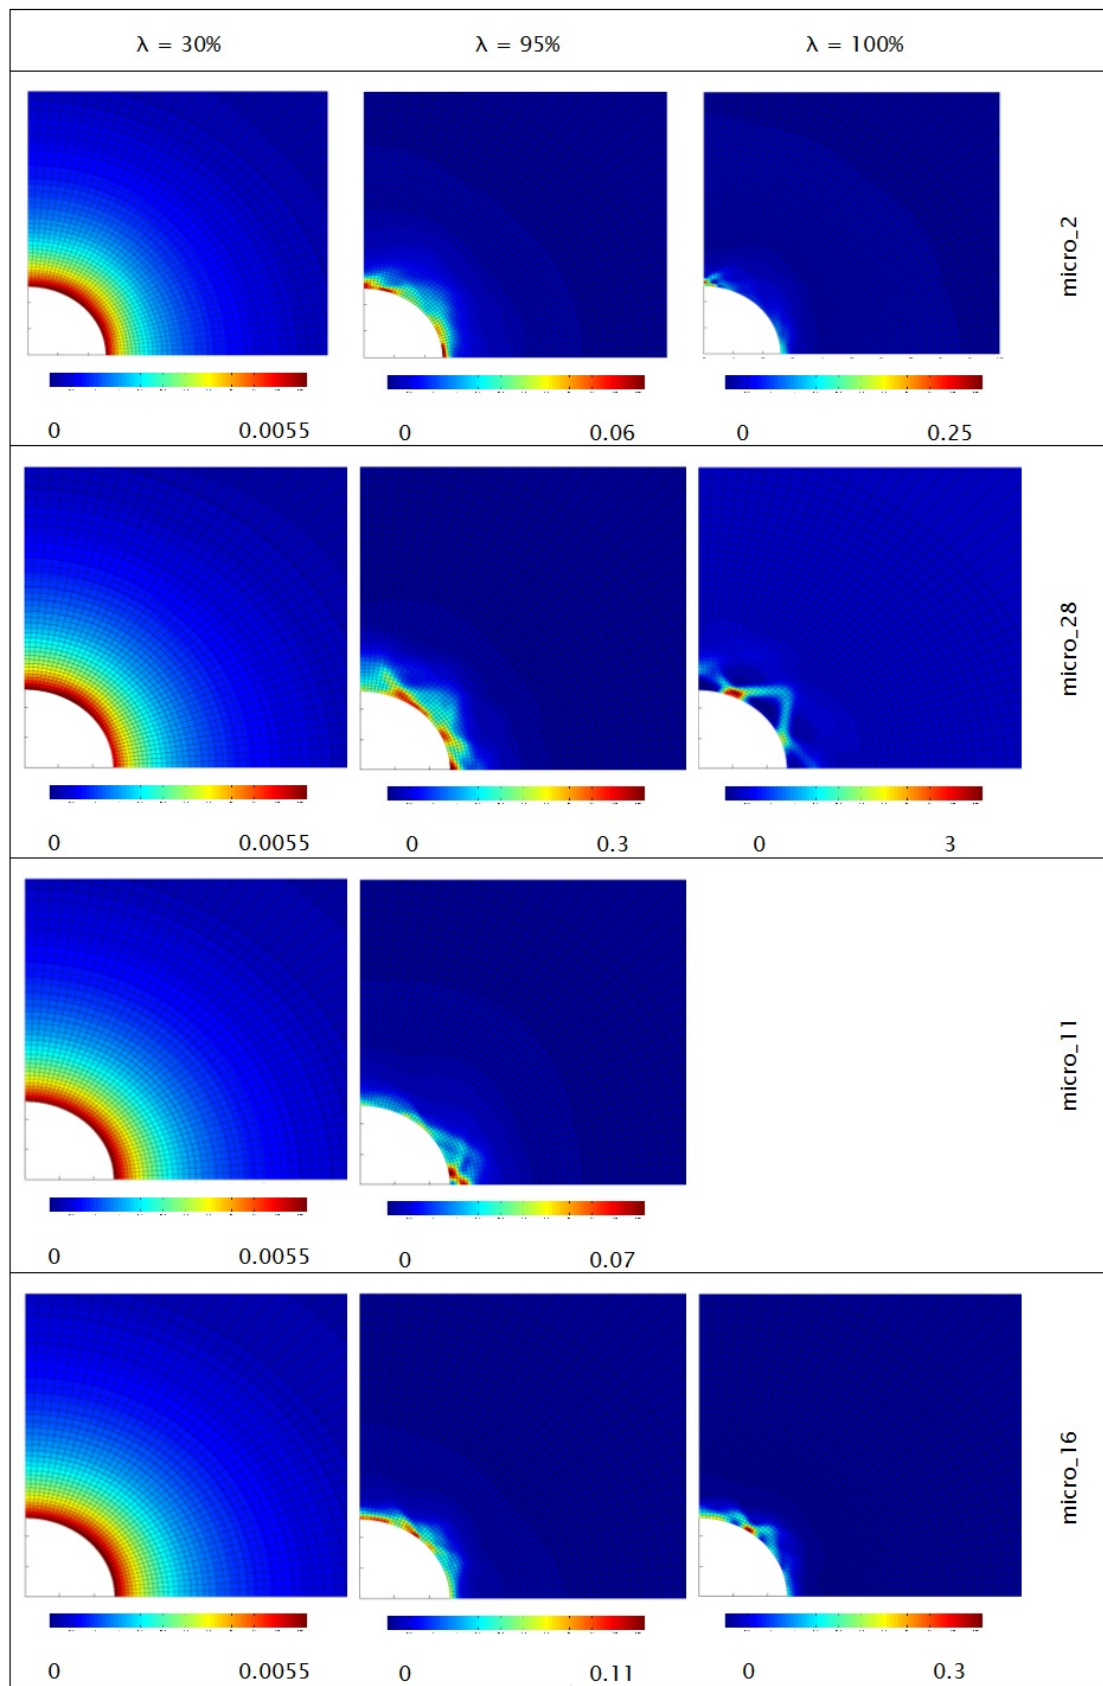 λ = 30% λ = 95% λ = 100%
micro_2
0 0.0055 0 0.06 0 0.25
micro_28
0 0.0055 0 0.3 0 3
micro_11
0 0.0055 0 0.07
micro_16
0 0.0055 0 0.11 0 0.3